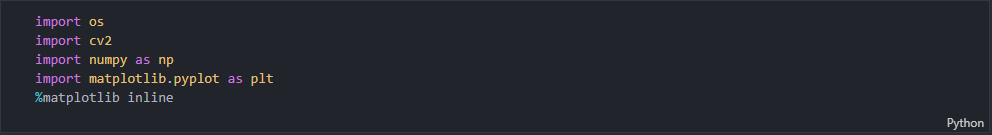 import os
import cv2
import numpy as np
import matplotlib.pyplot as plt
%matplotlib inline
Python